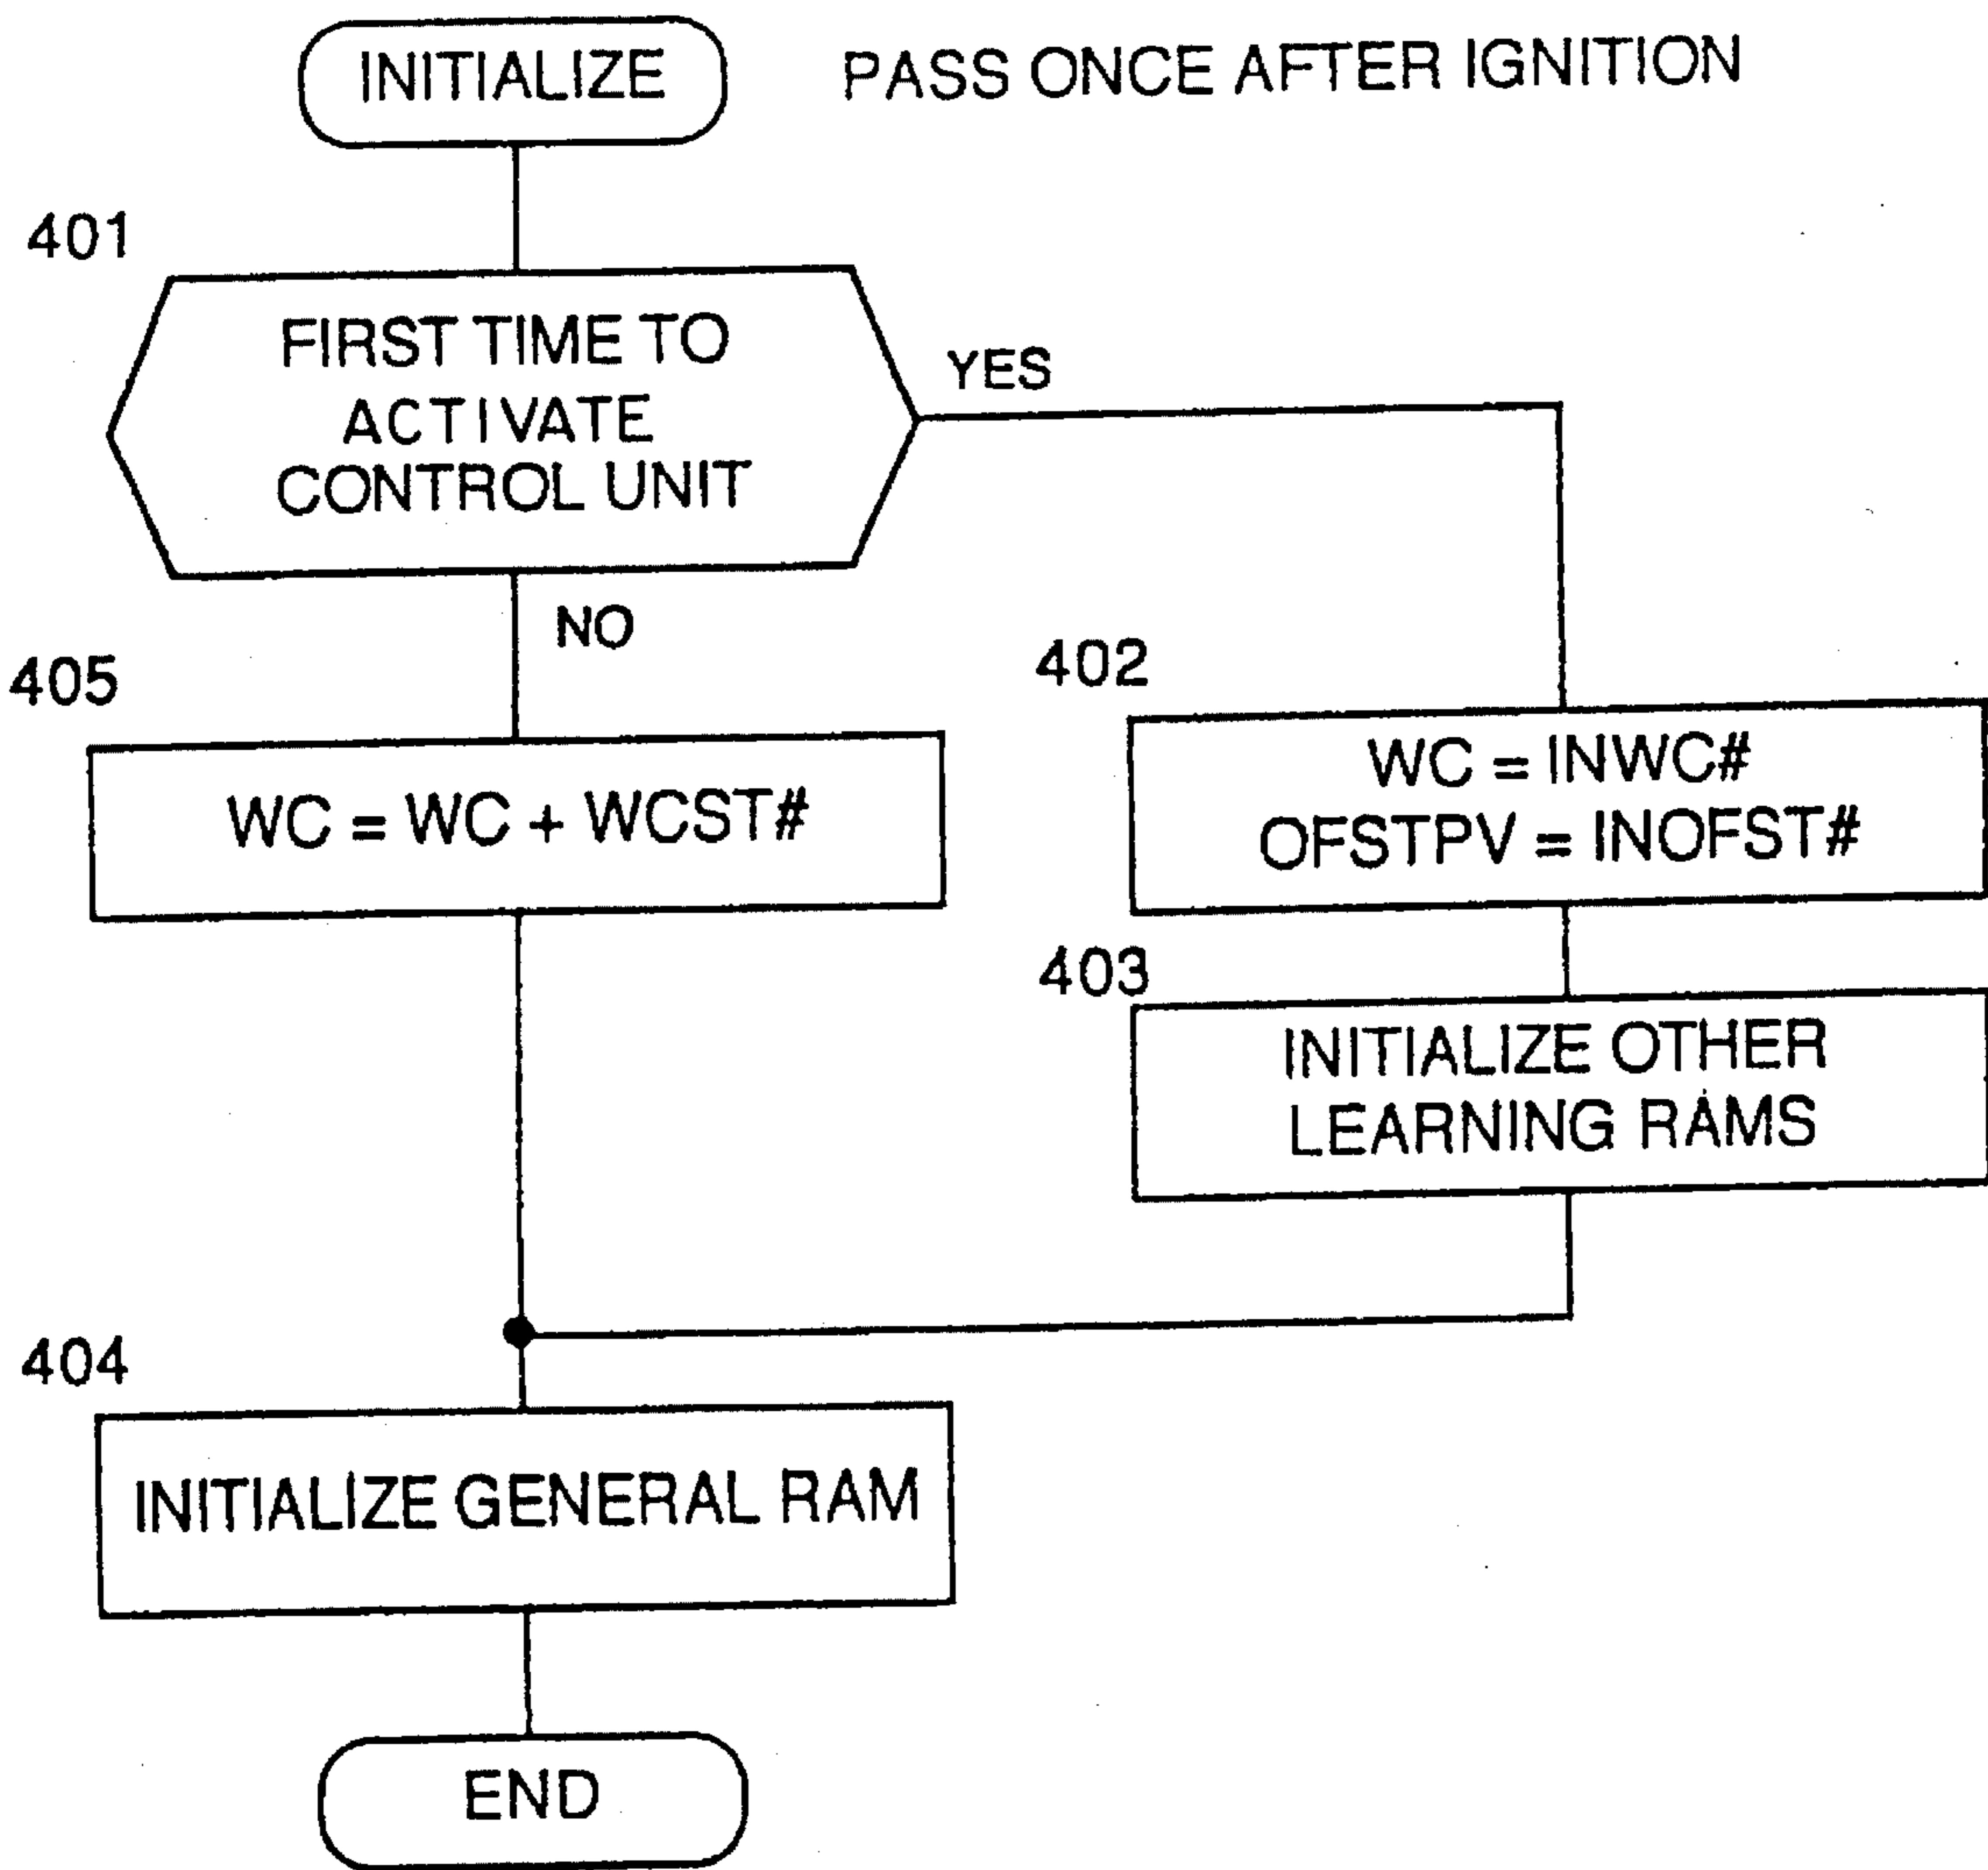 INITIALIZE
PASS ONCE AFTER IGNITION
401
FIRST TIME TO
ACTIVATE
CONTROL UNIT
YES
NO
405
WC = WC + WCST#
402
WC = INWC#
OFSTPV = INOFST#
403
INITIALIZE OTHER
LEARNING RAMS
404
INITIALIZE GENERAL RAM
END